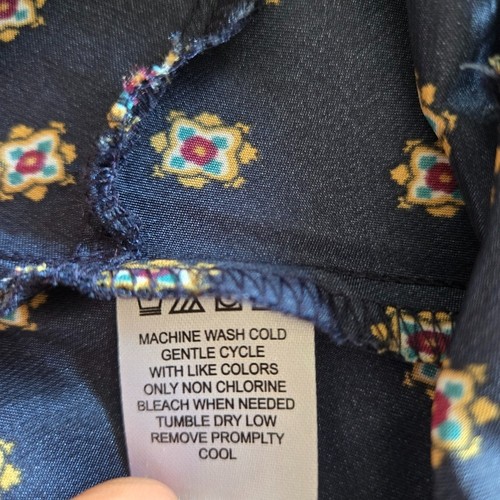 MACHINE WASH COLD
GENTLE CYCLE
WITH LIKE COLORS
ONLY NON CHLORINE
BLEACH WHEN NEEDED
TUMBLE DRY LOW
REMOVE PROMPLTY
COOL